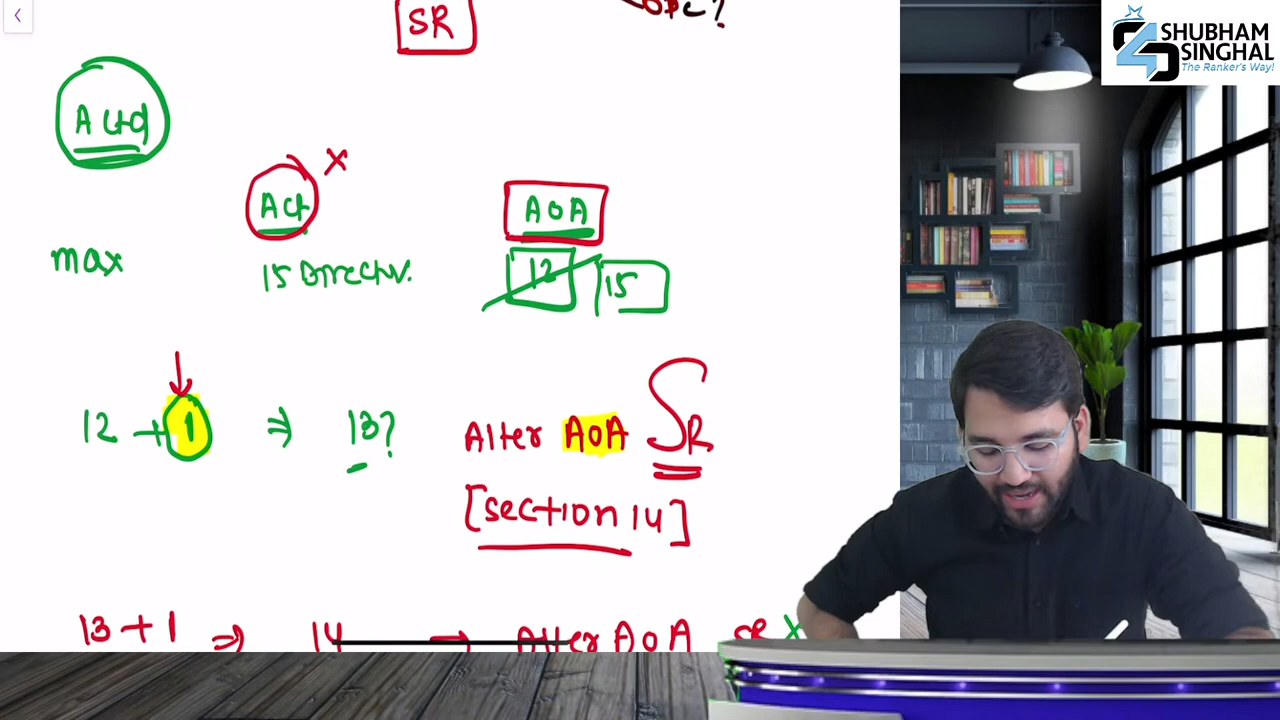 SR
?
SHUBHAM
SINGHAL
The Ranker's Way!
A Ltd
Act x
AOA
max
15 Director.
12 15
12 + 1 ⇒ 13?
Alter AOA SR
[section 14]
13 + 1 ⇒ 14 → Alter AOA SR x